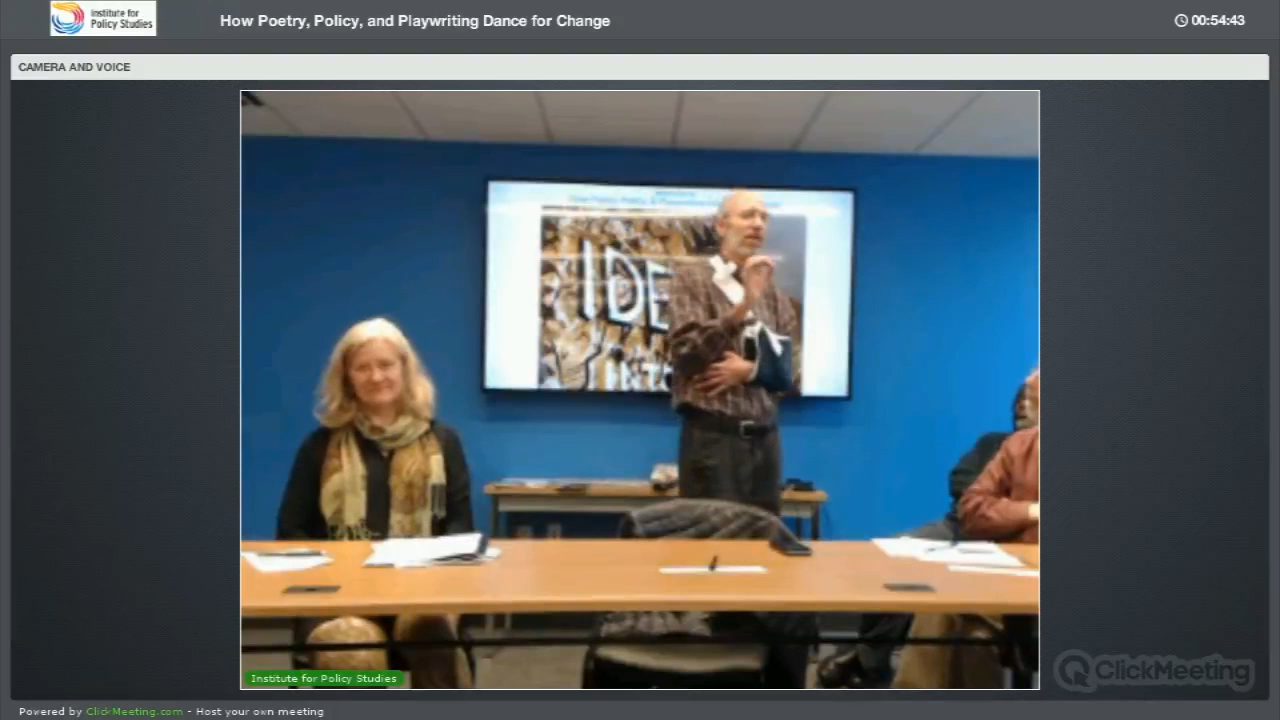 Institute for
Policy Studies
How Poetry, Policy, and Playwriting Dance for Change
00:54:43
CAMERA AND VOICE
IDE
Institute for Policy Studies
ClickMeeting
Powered by ClickMeeting.com - Host your own meeting